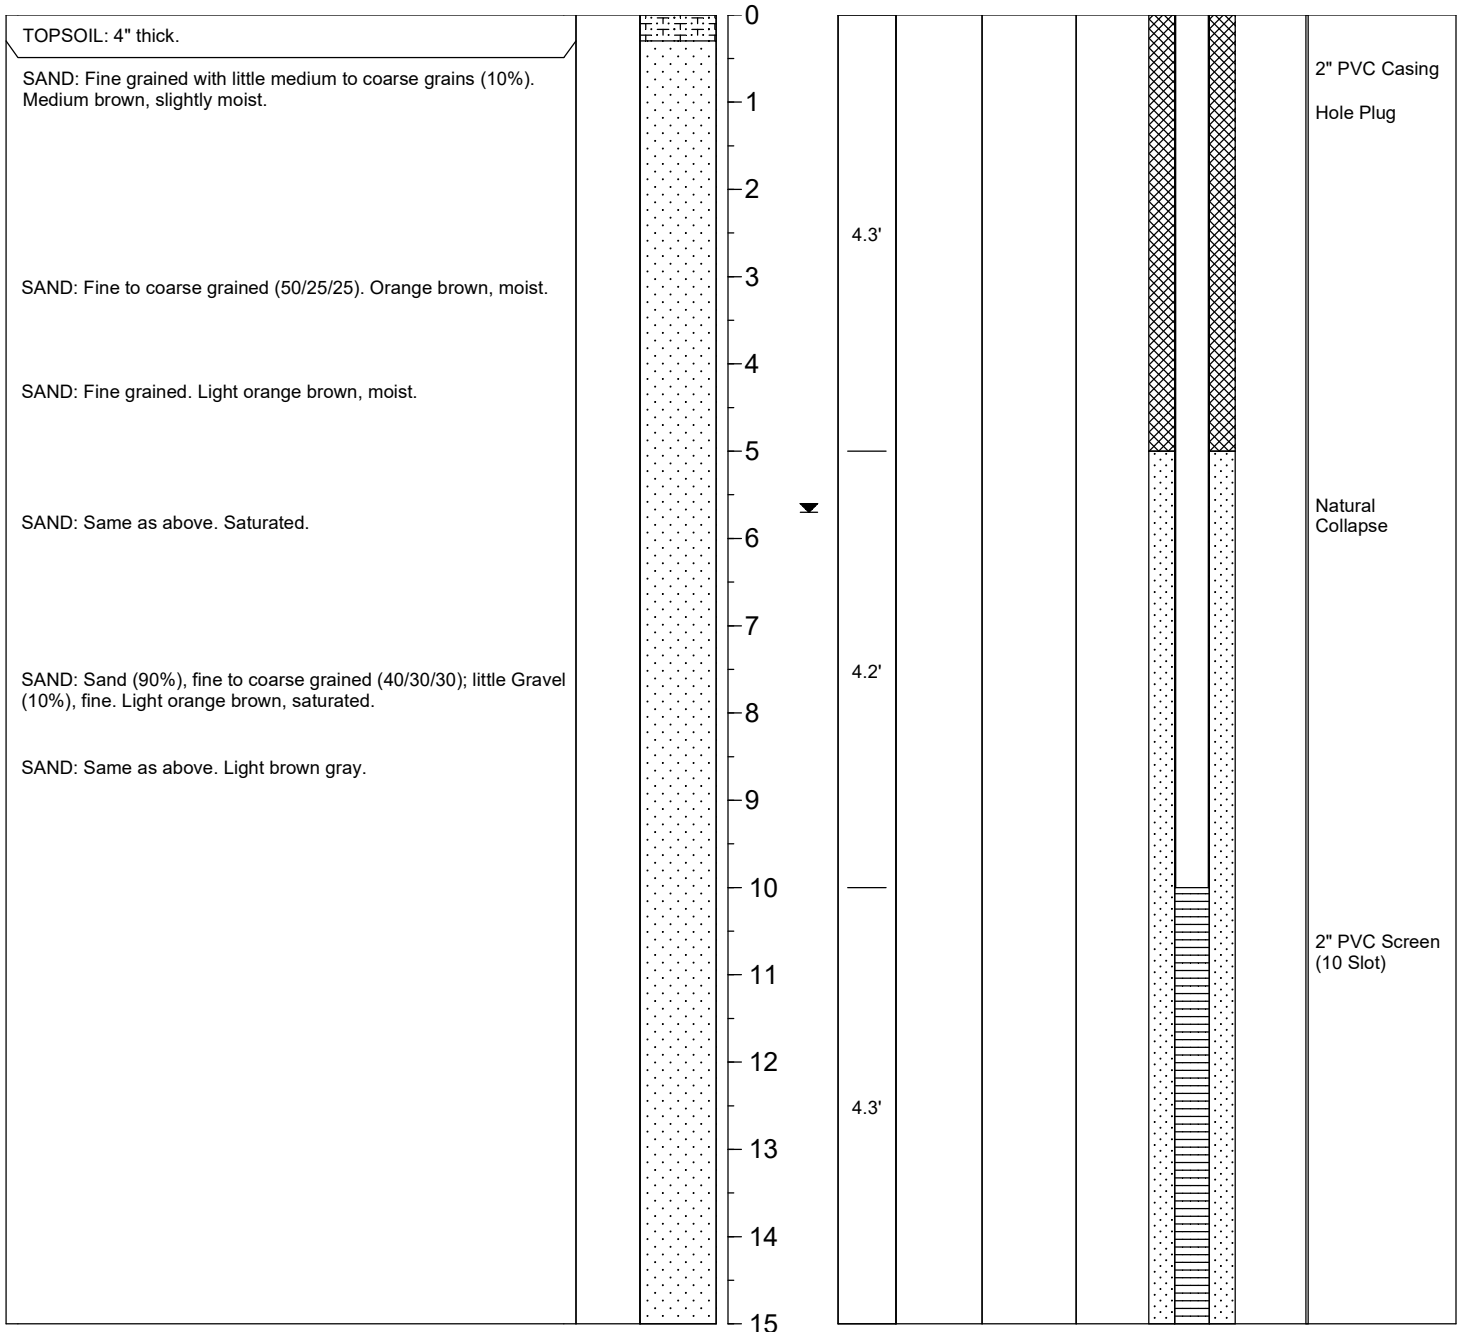 TOPSOIL: 4" thick.
SAND: Fine grained with little medium to coarse grains (10%).
Medium brown, slightly moist.
SAND: Fine to coarse grained (50/25/25). Orange brown, moist.
SAND: Fine grained. Light orange brown, moist.
SAND: Same as above. Saturated.
SAND: Sand (90%), fine to coarse grained (40/30/30); little Gravel
(10%), fine. Light orange brown, saturated.
SAND: Same as above. Light brown gray.
0
1
2
3
4
5
6
7
8
9
10
11
12
13
14
15
4.3'
4.2'
4.3'
2" PVC Casing
Hole Plug
Natural
Collapse
2" PVC Screen
(10 Slot)